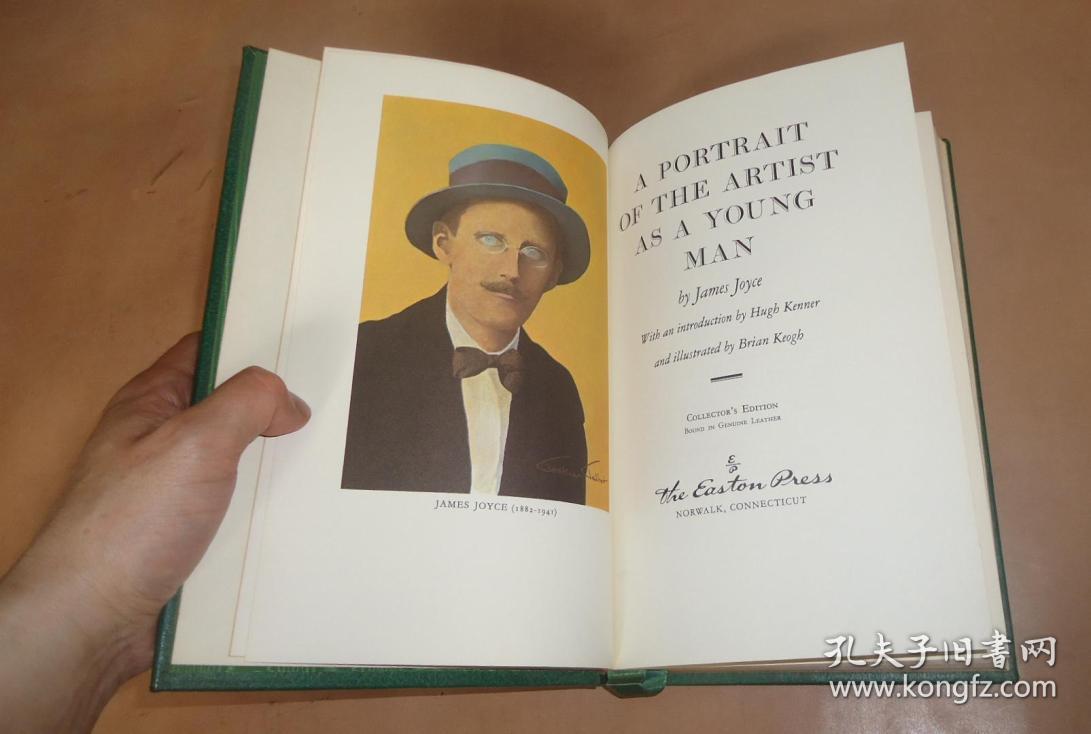 JAMES JOYCE (1882-1941)
A PORTRAIT
OF THE ARTIST
AS A YOUNG
MAN
by James Joyce
With an introduction by Hugh Kenner
and illustrated by Brian Keogh
COLLECTOR'S EDITION
BOUND IN GENUINE LEATHER
E
P
the Easton Press
NORWALK, CONNECTICUT
孔夫子旧書网
www.kongfz.com